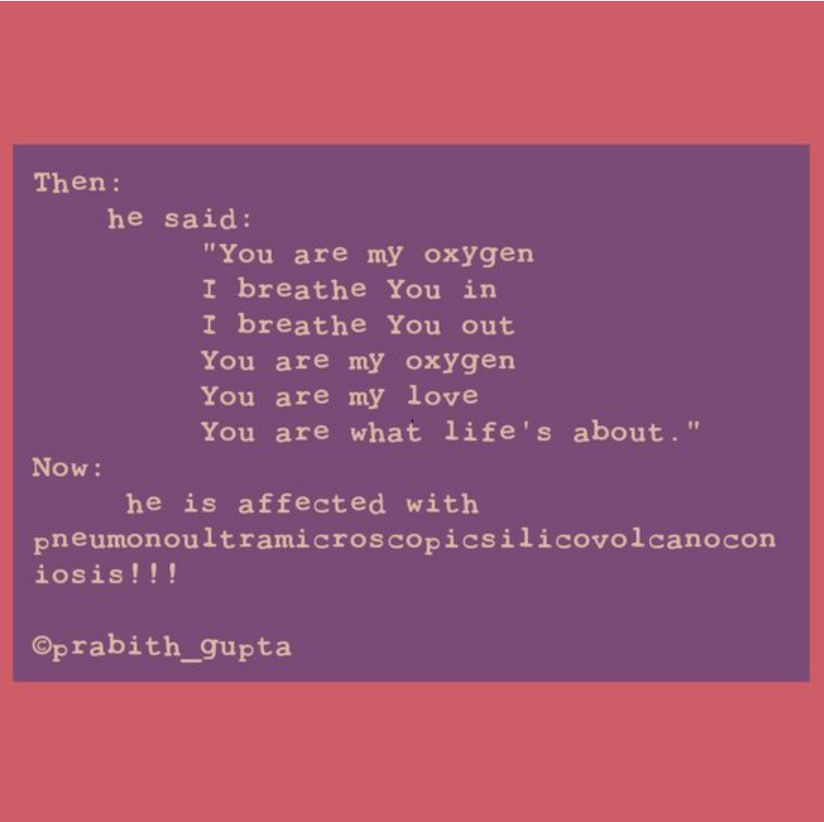 Then:
he said:
"You are my oxygen
I breathe You in
I breathe You out
You are my oxygen
You are my love
You are what life's about."
Now:
he is affected with
pneumonoultramicroscopicsilicovolcanocon
iosis!!!
©prabith_gupta